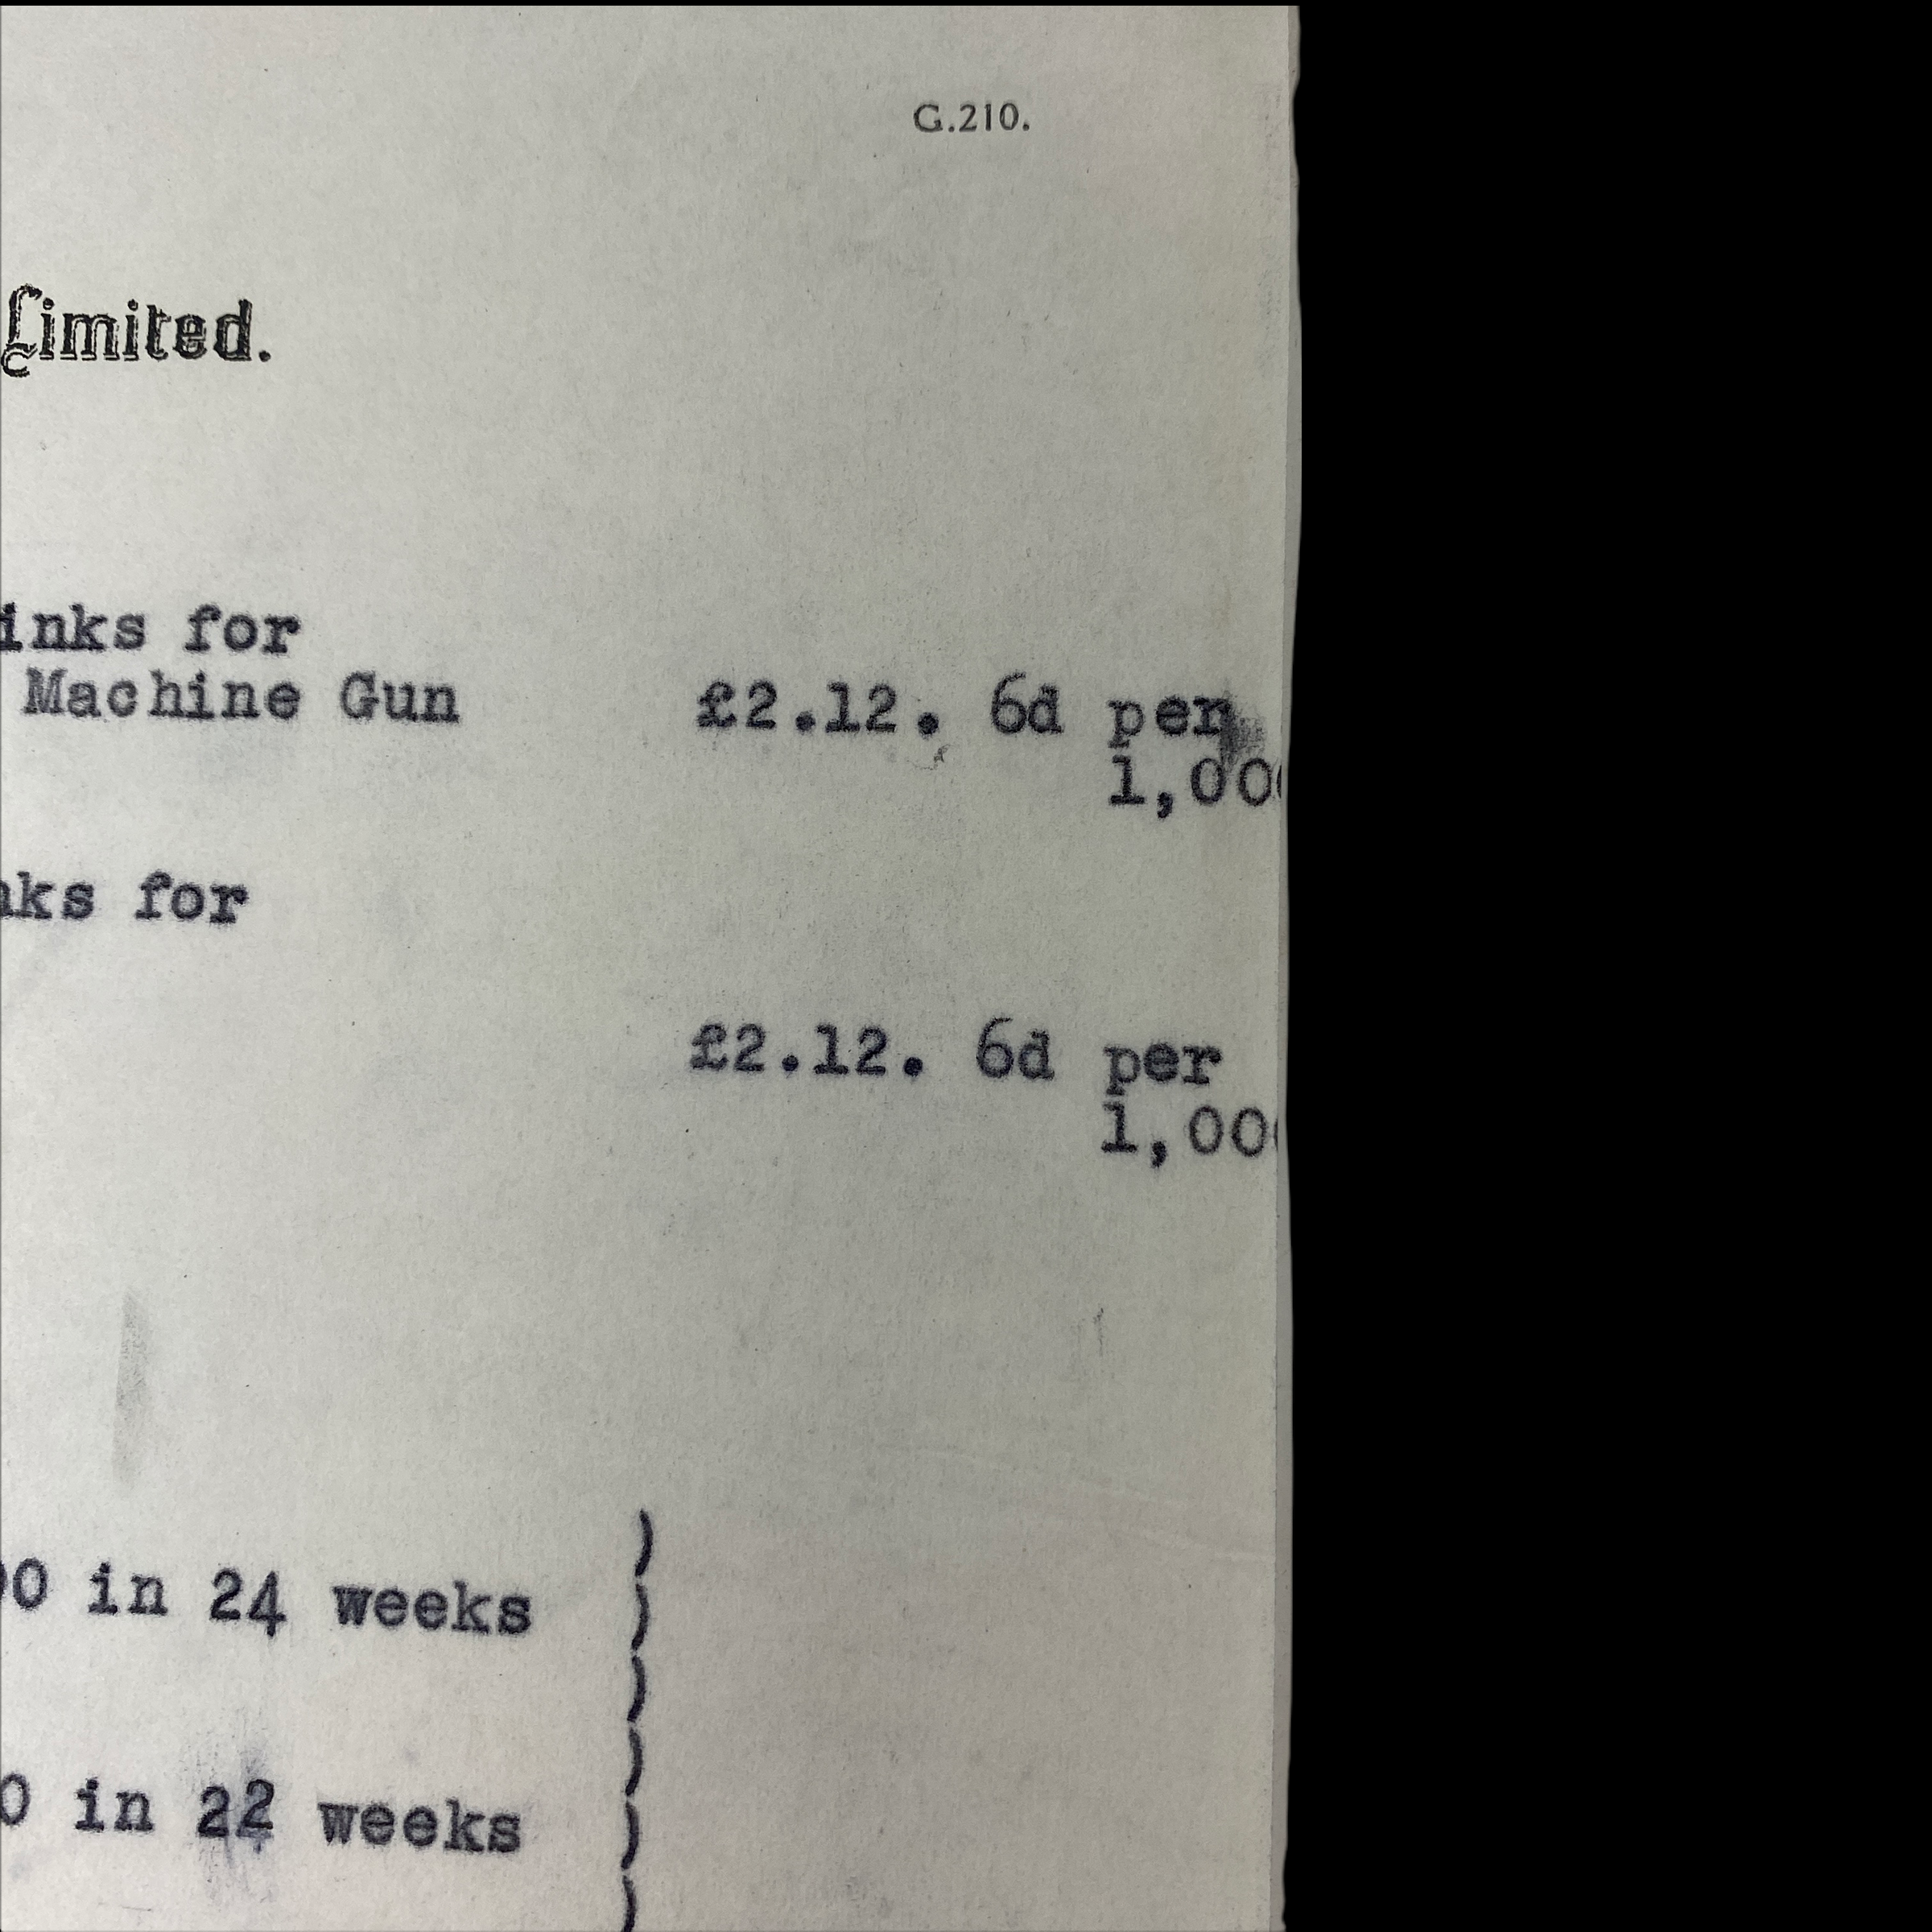 G.210.
Limited.
inks for
Machine Gun £2.12. 6d per
1,00
ks for
£2.12. 6d per
1,00
0 in 24 weeks )
)
)
0 in 22 weeks )
)
)